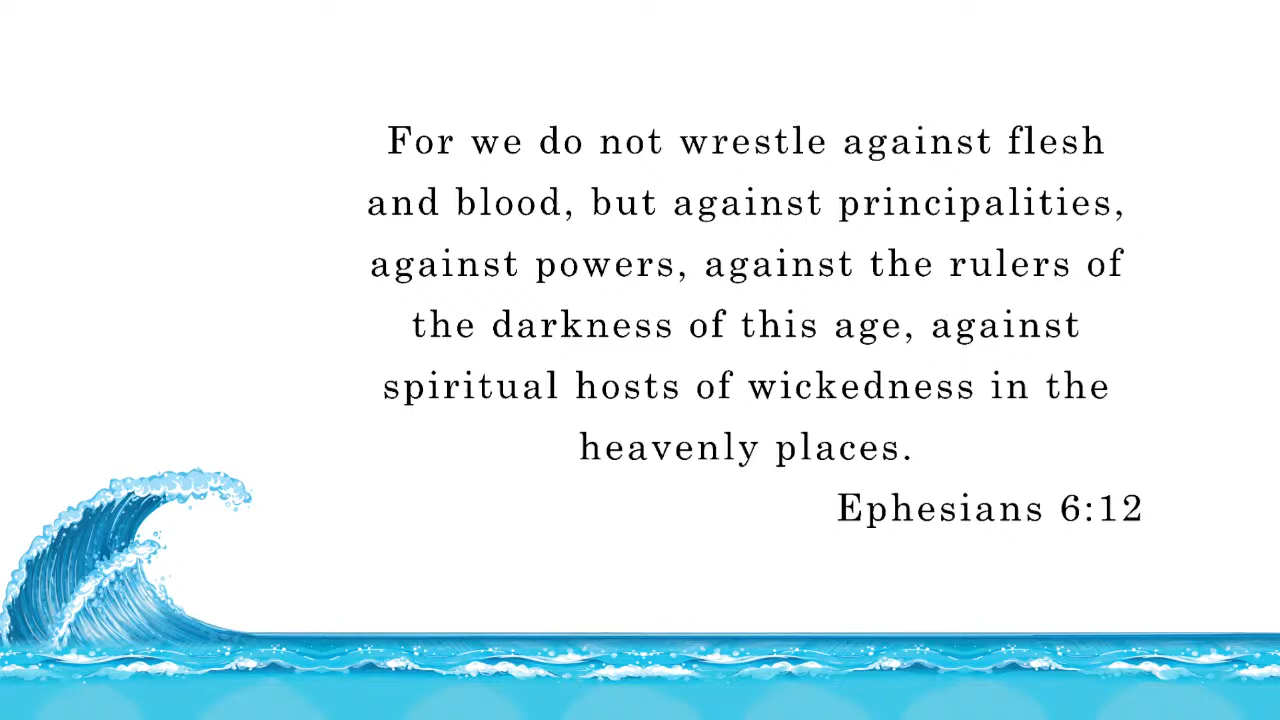 For we do not wrestle against flesh
and blood, but against principalities,
against powers, against the rulers of
the darkness of this age, against
spiritual hosts of wickedness in the
heavenly places.
Ephesians 6:12